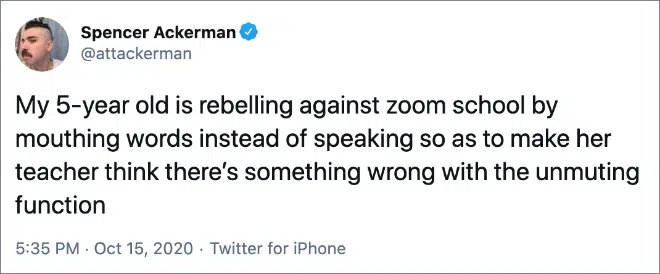 Spencer Ackerman
@attackerman
My 5-year old is rebelling against zoom school by
mouthing words instead of speaking so as to make her
teacher think there’s something wrong with the unmuting
function
5:35 PM · Oct 15, 2020 · Twitter for iPhone